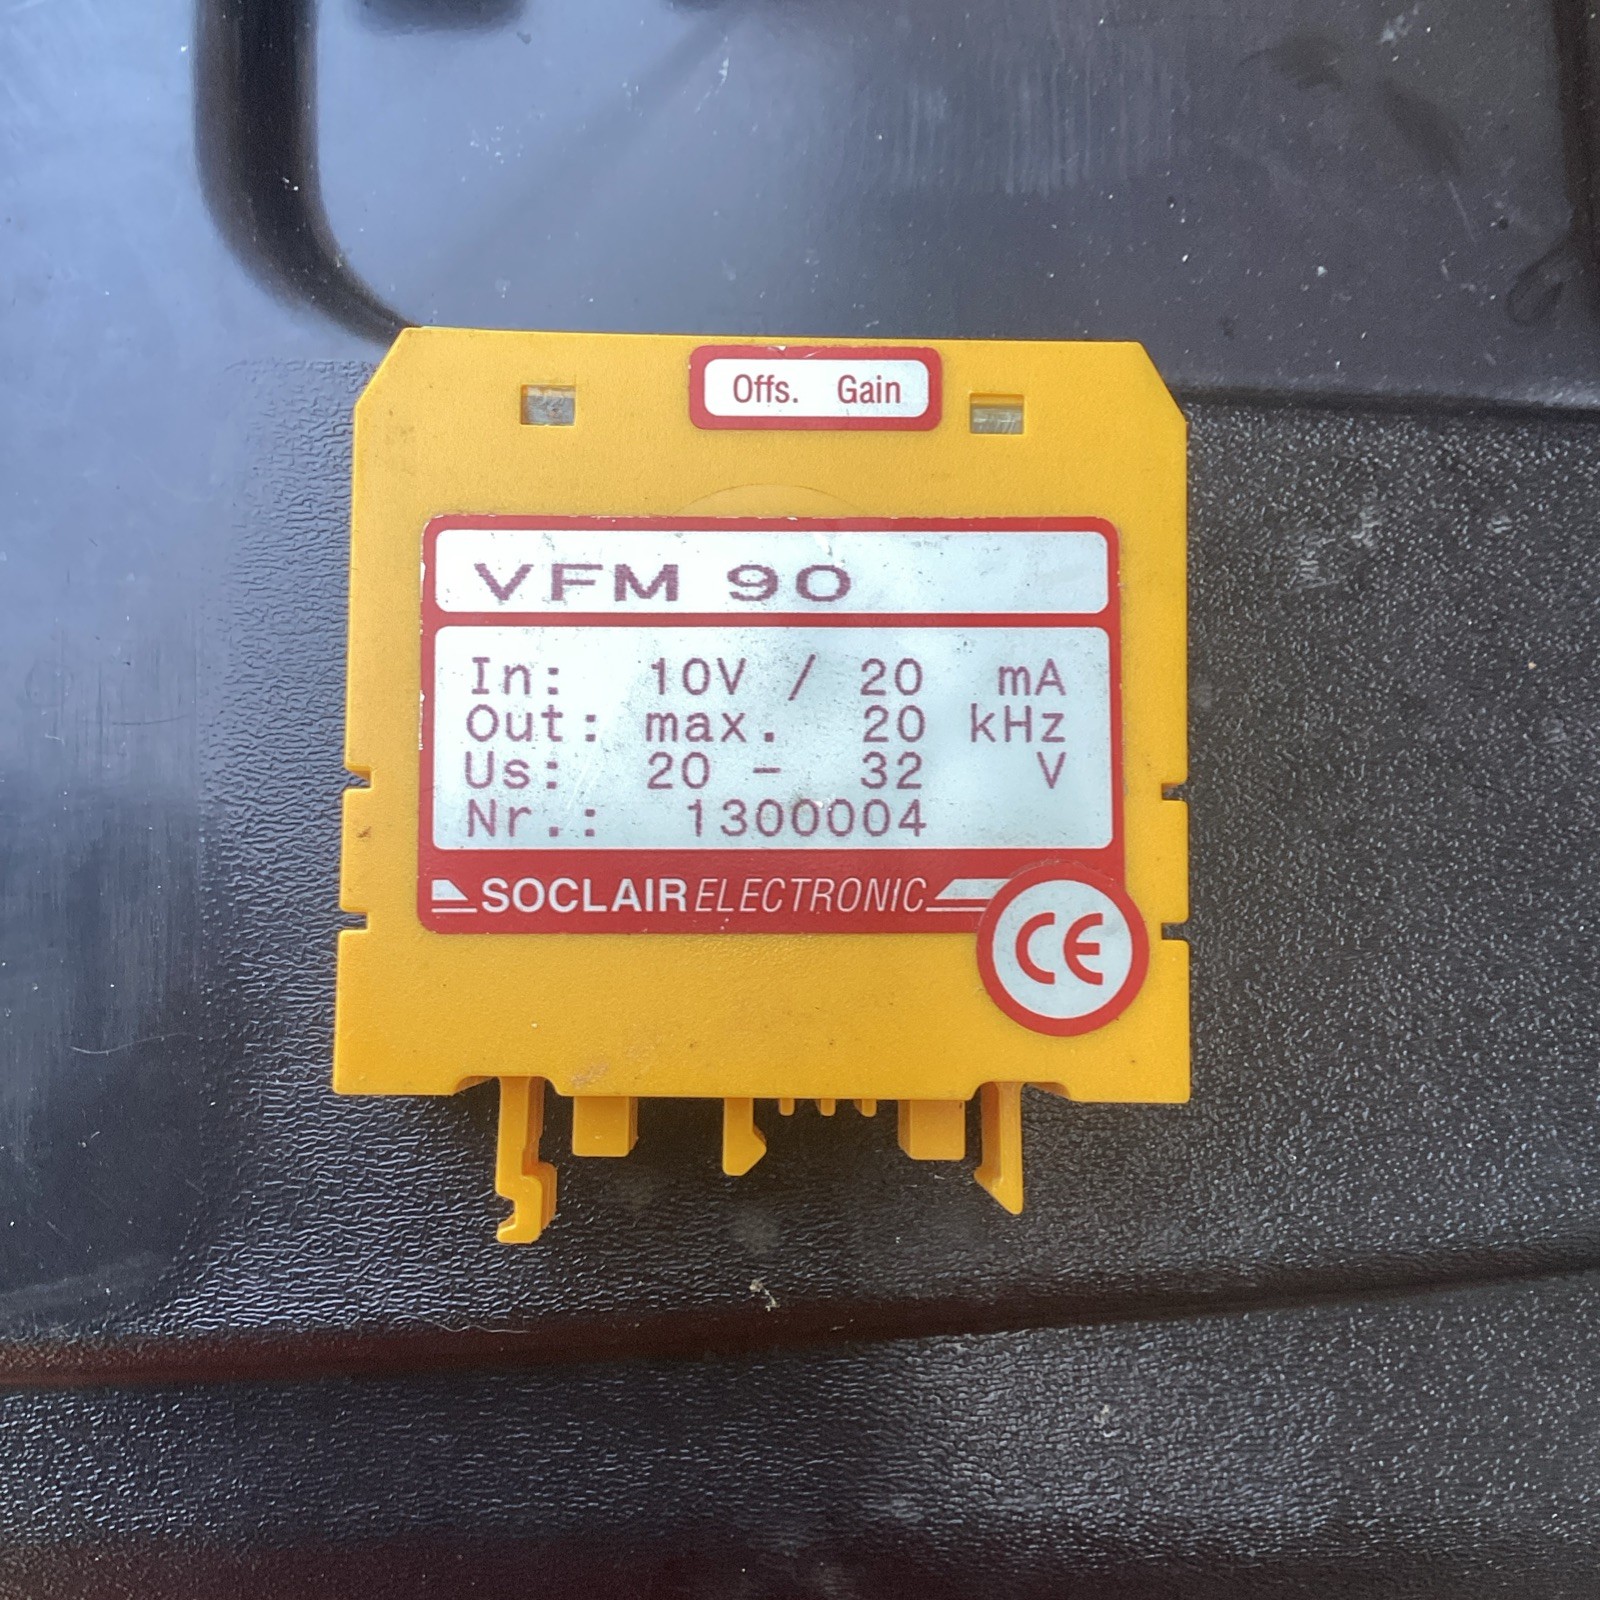 Offs. Gain
VFM 90
In: 10V / 20 mA
Out: max. 20 kHz
Us: 20 - 32 V
Nr.: 1300004
SOCLAIR ELECTRONIC
CE